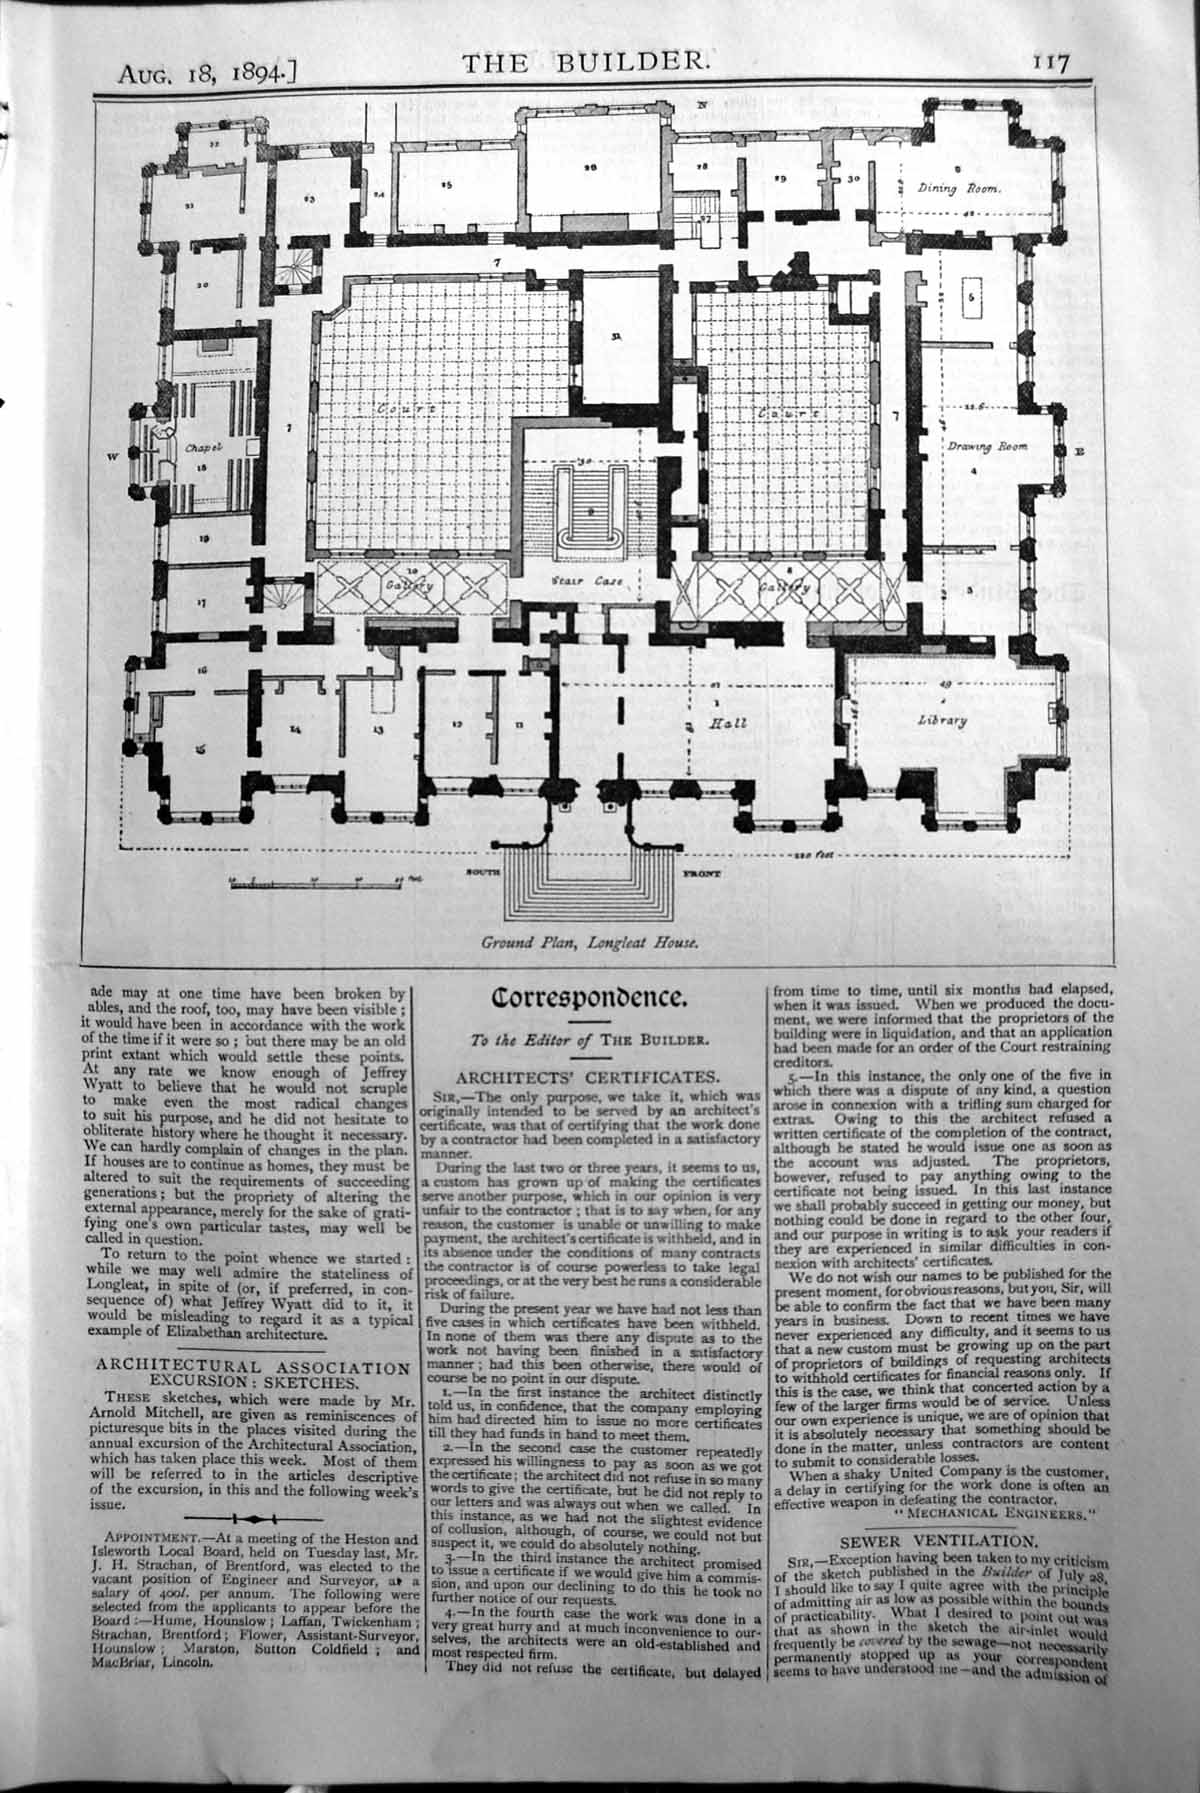 AUG. 18, 1894.]
THE BUILDER.
117
N
22
21
23
24
25
26
28
27
29
30
6
Dining Room.
42
20
7
31
5
Court
Court
7
7
22.6
W
Chapel
18
30
9
Drawing Room
4
E
19
17
10
Gallery
Stair Case
8
Gallery
3
16
15
14
13
12
11
1
Hall
49
Library
220 feet
SOUTH
FRONT
Ground Plan, Longleat House.
ade may at one time have been broken by
ables, and the roof, too, may have been visible;
it would have been in accordance with the work
of the time if it were so; but there may be an old
print extant which would settle these points.
At any rate we know enough of Jeffrey
Wyatt to believe that he would not scruple
to make even the most radical changes
to suit his purpose, and he did not hesitate to
obliterate history where he thought it necessary.
We can hardly complain of changes in the plan.
If houses are to continue as homes, they must be
altered to suit the requirements of succeeding
generations; but the propriety of altering the
external appearance, merely for the sake of grati-
fying one's own particular tastes, may well be
called in question.
To return to the point whence we started:
while we may well admire the stateliness of
Longleat, in spite of (or, if preferred, in con-
sequence of) what Jeffrey Wyatt did to it, it
would be misleading to regard it as a typical
example of Elizabethan architecture.
ARCHITECTURAL ASSOCIATION
EXCURSION: SKETCHES.
THESE sketches, which were made by Mr.
Arnold Mitchell, are given as reminiscences of
picturesque bits in the places visited during the
annual excursion of the Architectural Association,
which has taken place this week. Most of them
will be referred to in the articles descriptive
of the excursion, in this and the following week's
issue.
APPOINTMENT.—At a meeting of the Heston and
Isleworth Local Board, held on Tuesday last, Mr.
J. H. Strachan, of Brentford, was elected to the
vacant position of Engineer and Surveyor, at a
salary of 400l. per annum. The following were
selected from the applicants to appear before the
Board:—Hume, Hounslow; Laffan, Twickenham;
Strachan, Brentford; Flower, Assistant-Surveyor,
Hounslow; Marston, Sutton Coldfield; and
MacBriar, Lincoln.
Correspondence.
To the Editor of THE BUILDER.
ARCHITECTS' CERTIFICATES.
SIR,—The only purpose, we take it, which was
originally intended to be served by an architect's
certificate, was that of certifying that the work done
by a contractor had been completed in a satisfactory
manner.
During the last two or three years, it seems to us,
a custom has grown up of making the certificates
serve another purpose, which in our opinion is very
unfair to the contractor; that is to say when, for any
reason, the customer is unable or unwilling to make
payment, the architect's certificate is withheld, and in
its absence under the conditions of many contracts
the contractor is of course powerless to take legal
proceedings, or at the very best he runs a considerable
risk of failure.
During the present year we have had not less than
five cases in which certificates have been withheld.
In none of them was there any dispute as to the
work not having been finished in a satisfactory
manner; had this been otherwise, there would of
course be no point in our dispute.
1.—In the first instance the architect distinctly
told us, in confidence, that the company employing
him had directed him to issue no more certificates
till they had funds in hand to meet them.
2.—In the second case the customer repeatedly
expressed his willingness to pay as soon as we got
the certificate; the architect did not refuse in so many
words to give the certificate, but he did not reply to
our letters and was always out when we called. In
this instance, as we had not the slightest evidence
of collusion, although, of course, we could not but
suspect it, we could do absolutely nothing.
3.—In the third instance the architect promised
to issue a certificate if we would give him a commis-
sion, and upon our declining to do this he took no
further notice of our requests.
4.—In the fourth case the work was done in a
very great hurry and at much inconvenience to our-
selves, the architects were an old-established and
most respected firm.
They did not refuse the certificate, but delayed
from time to time, until six months had elapsed,
when it was issued. When we produced the docu-
ment, we were informed that the proprietors of the
building were in liquidation, and that an application
had been made for an order of the Court restraining
creditors.
5.—In this instance, the only one of the five in
which there was a dispute of any kind, a question
arose in connexion with a trifling sum charged for
extras. Owing to this the architect refused a
written certificate of the completion of the contract,
although he stated he would issue one as soon as
the account was adjusted. The proprietors,
however, refused to pay anything owing to the
certificate not being issued. In this last instance
we shall probably succeed in getting our money, but
nothing could be done in regard to the other four,
and our purpose in writing is to ask your readers if
they are experienced in similar difficulties in con-
nexion with architects' certificates.
We do not wish our names to be published for the
present moment, for obvious reasons, but you, Sir, will
be able to confirm the fact that we have been many
years in business. Down to recent times we have
never experienced any difficulty, and it seems to us
that a new custom must be growing up on the part
of proprietors of buildings of requesting architects
to withhold certificates for financial reasons only. If
this is the case, we think that concerted action by a
few of the larger firms would be of service. Unless
our own experience is unique, we are of opinion that
it is absolutely necessary that something should be
done in the matter, unless contractors are content
to submit to considerable losses.
When a shaky United Company is the customer,
a delay in certifying for the work done is often an
effective weapon in defeating the contractor.
"MECHANICAL ENGINEERS."
SEWER VENTILATION.
SIR,—Exception having been taken to my criticism
of the sketch published in the Builder of July 28,
I should like to say I quite agree with the principle
of admitting air as low as possible within the bounds
of practicability. What I desired to point out was
that as shown in the sketch the air-inlet would
frequently be covered by the sewage—not necessarily
permanently stopped up as your correspondent
seems to have understood me—and the admission of